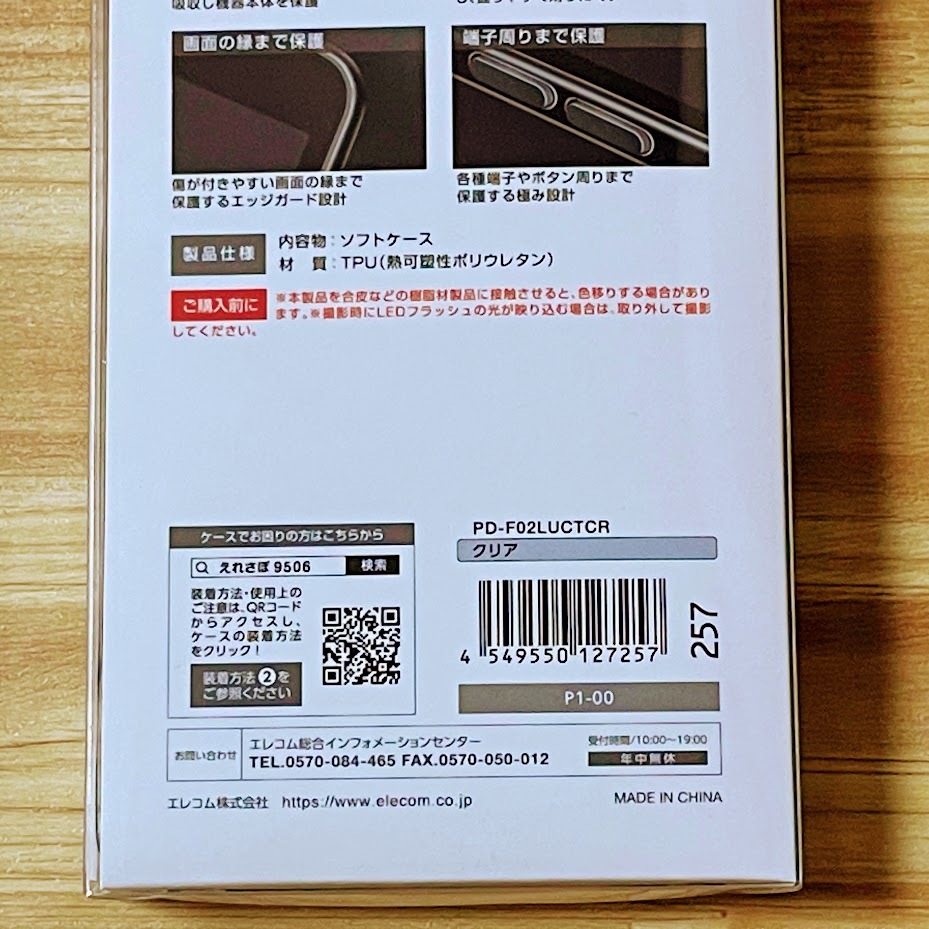 吸収し機器本体を保護
画面の縁まで保護
傷が付きやすい画面の縁まで
保護するエッジガード設計
端子周りまで保護
各種端子やボタン周りまで
保護する極み設計
製品仕様
内容物：ソフトケース
材　質：TPU（熱可塑性ポリウレタン）
ご購入前に
※本製品を合皮などの樹脂材製品に接触させると、色移りする場合があり
ます。※撮影時にLEDフラッシュの光が映り込む場合は、取り外して撮影
してください。
ケースでお困りの方はこちらから
えれさぽ 9506
検索
装着方法・使用上の
ご注意は、QRコード
からアクセスし、
ケースの装着方法
をクリック！
装着方法❷を
ご参照ください
PD-F02LUCTCR
クリア
4 549550 127257
257
P1-00
お問い合わせ
エレコム総合インフォメーションセンター
TEL.0570-084-465 FAX.0570-050-012
受付時間/10:00～19:00
年中無休
エレコム株式会社 https://www.elecom.co.jp
MADE IN CHINA